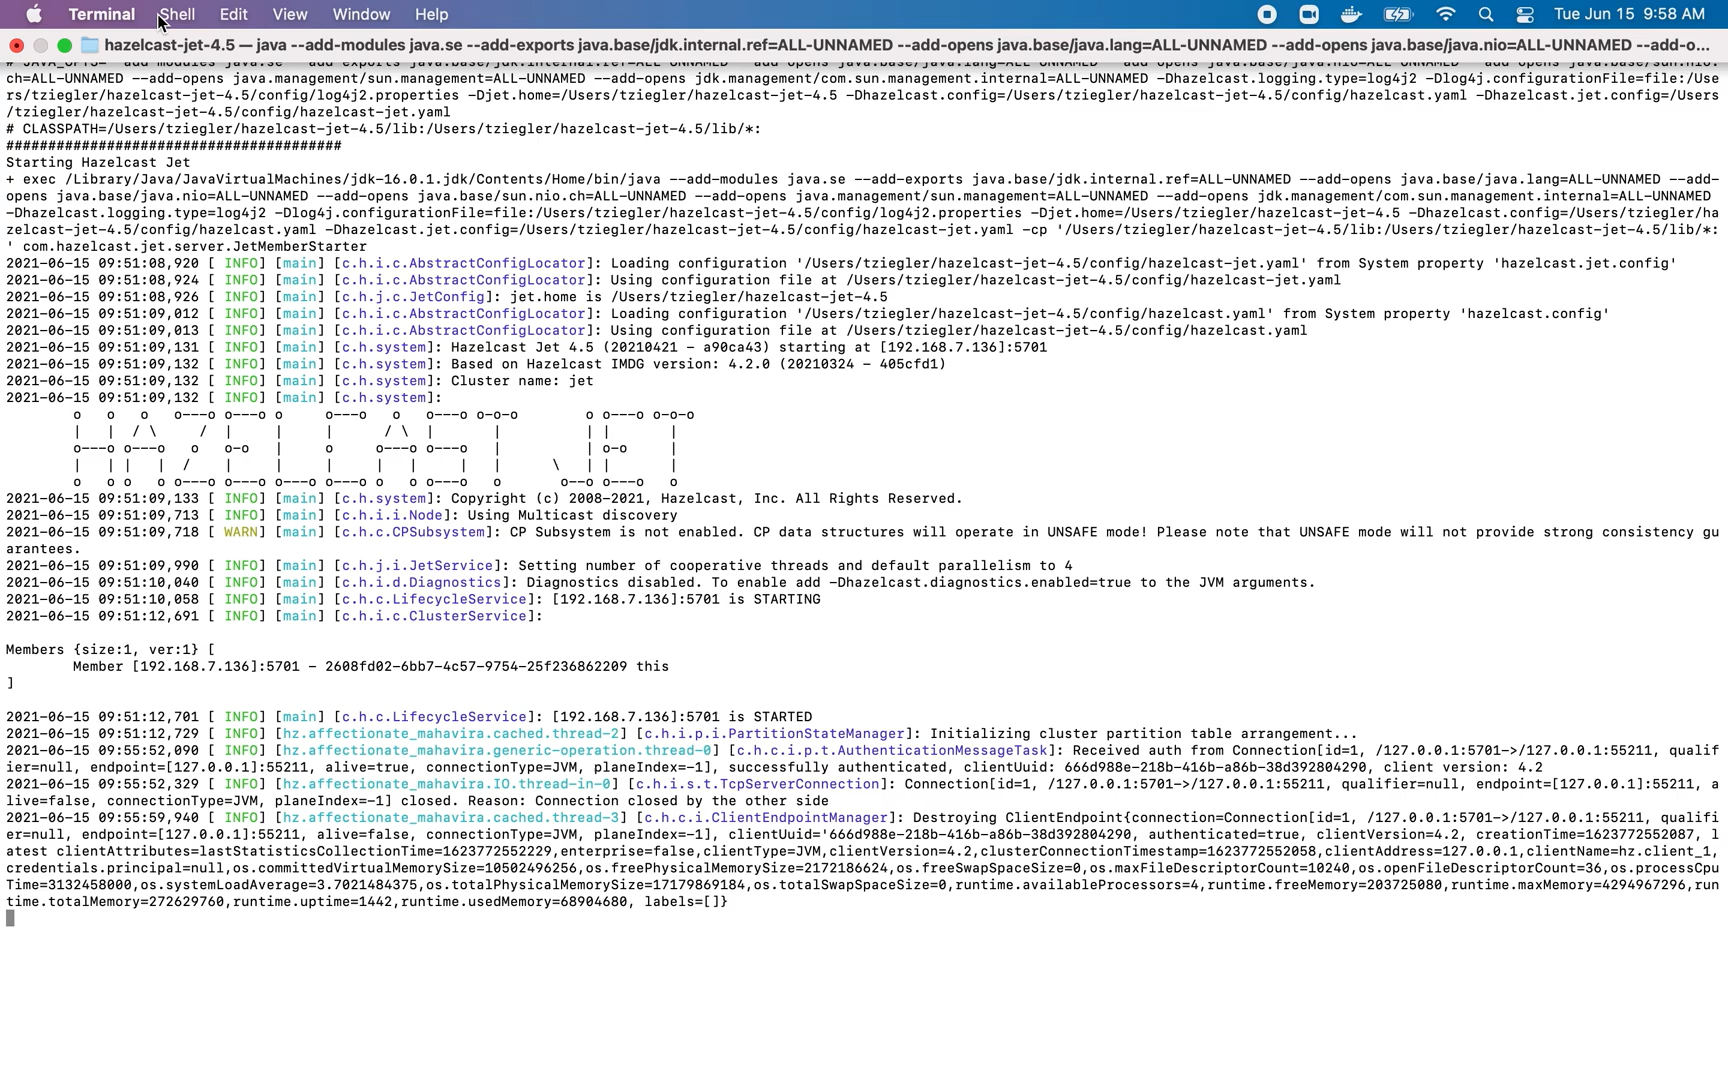 Terminal Shell Edit View Window Help Tue Jun 15 9:58 AM
hazelcast-jet-4.5 — java --add-modules java.se --add-exports java.base/jdk.internal.ref=ALL-UNNAMED --add-opens java.base/java.lang=ALL-UNNAMED --add-opens java.base/java.nio=ALL-UNNAMED --add-o...
ch=ALL-UNNAMED --add-opens java.management/sun.management=ALL-UNNAMED --add-opens jdk.management/com.sun.management.internal=ALL-UNNAMED -Dhazelcast.logging.type=log4j2 -Dlog4j.configurationFile=file:/Use
rs/tziegler/hazelcast-jet-4.5/config/log4j2.properties -Djet.home=/Users/tziegler/hazelcast-jet-4.5 -Dhazelcast.config=/Users/tziegler/hazelcast-jet-4.5/config/hazelcast.yaml -Dhazelcast.jet.config=/Users
/tziegler/hazelcast-jet-4.5/config/hazelcast-jet.yaml
# CLASSPATH=/Users/tziegler/hazelcast-jet-4.5/lib:/Users/tziegler/hazelcast-jet-4.5/lib/*:
########################################
Starting Hazelcast Jet
+ exec /Library/Java/JavaVirtualMachines/jdk-16.0.1.jdk/Contents/Home/bin/java --add-modules java.se --add-exports java.base/jdk.internal.ref=ALL-UNNAMED --add-opens java.base/java.lang=ALL-UNNAMED --add-
opens java.base/java.nio=ALL-UNNAMED --add-opens java.base/sun.nio.ch=ALL-UNNAMED --add-opens java.management/sun.management=ALL-UNNAMED --add-opens jdk.management/com.sun.management.internal=ALL-UNNAMED
-Dhazelcast.logging.type=log4j2 -Dlog4j.configurationFile=file:/Users/tziegler/hazelcast-jet-4.5/config/log4j2.properties -Djet.home=/Users/tziegler/hazelcast-jet-4.5 -Dhazelcast.config=/Users/tziegler/ha
zelcast-jet-4.5/config/hazelcast.yaml -Dhazelcast.jet.config=/Users/tziegler/hazelcast-jet-4.5/config/hazelcast-jet.yaml -cp '/Users/tziegler/hazelcast-jet-4.5/lib:/Users/tziegler/hazelcast-jet-4.5/lib/*:
' com.hazelcast.jet.server.JetMemberStarter
2021-06-15 09:51:08,920 [ INFO] [main] [c.h.i.c.AbstractConfigLocator]: Loading configuration '/Users/tziegler/hazelcast-jet-4.5/config/hazelcast-jet.yaml' from System property 'hazelcast.jet.config'
2021-06-15 09:51:08,924 [ INFO] [main] [c.h.i.c.AbstractConfigLocator]: Using configuration file at /Users/tziegler/hazelcast-jet-4.5/config/hazelcast-jet.yaml
2021-06-15 09:51:08,926 [ INFO] [main] [c.h.j.c.JetConfig]: jet.home is /Users/tziegler/hazelcast-jet-4.5
2021-06-15 09:51:09,012 [ INFO] [main] [c.h.i.c.AbstractConfigLocator]: Loading configuration '/Users/tziegler/hazelcast-jet-4.5/config/hazelcast.yaml' from System property 'hazelcast.config'
2021-06-15 09:51:09,013 [ INFO] [main] [c.h.i.c.AbstractConfigLocator]: Using configuration file at /Users/tziegler/hazelcast-jet-4.5/config/hazelcast.yaml
2021-06-15 09:51:09,131 [ INFO] [main] [c.h.system]: Hazelcast Jet 4.5 (20210421 - a90ca43) starting at [192.168.7.136]:5701
2021-06-15 09:51:09,132 [ INFO] [main] [c.h.system]: Based on Hazelcast IMDG version: 4.2.0 (20210324 - 405cfd1)
2021-06-15 09:51:09,132 [ INFO] [main] [c.h.system]: Cluster name: jet
2021-06-15 09:51:09,132 [ INFO] [main] [c.h.system]:
HAZELCAST JET
2021-06-15 09:51:09,133 [ INFO] [main] [c.h.system]: Copyright (c) 2008-2021, Hazelcast, Inc. All Rights Reserved.
2021-06-15 09:51:09,713 [ INFO] [main] [c.h.i.i.Node]: Using Multicast discovery
2021-06-15 09:51:09,718 [ WARN] [main] [c.h.c.CPSubsystem]: CP Subsystem is not enabled. CP data structures will operate in UNSAFE mode! Please note that UNSAFE mode will not provide strong consistency gu
arantees.
2021-06-15 09:51:09,990 [ INFO] [main] [c.h.j.i.JetService]: Setting number of cooperative threads and default parallelism to 4
2021-06-15 09:51:10,040 [ INFO] [main] [c.h.i.d.Diagnostics]: Diagnostics disabled. To enable add -Dhazelcast.diagnostics.enabled=true to the JVM arguments.
2021-06-15 09:51:10,058 [ INFO] [main] [c.h.c.LifecycleService]: [192.168.7.136]:5701 is STARTING
2021-06-15 09:51:12,691 [ INFO] [main] [c.h.i.c.ClusterService]:
Members {size:1, ver:1} [
Member [192.168.7.136]:5701 - 2608fd02-6bb7-4c57-9754-25f236862209 this
]
2021-06-15 09:51:12,701 [ INFO] [main] [c.h.c.LifecycleService]: [192.168.7.136]:5701 is STARTED
2021-06-15 09:51:12,729 [ INFO] [hz.affectionate_mahavira.cached.thread-2] [c.h.i.p.i.PartitionStateManager]: Initializing cluster partition table arrangement...
2021-06-15 09:55:52,090 [ INFO] [hz.affectionate_mahavira.generic-operation.thread-0] [c.h.c.i.p.t.AuthenticationMessageTask]: Received auth from Connection[id=1, /127.0.0.1:5701->/127.0.0.1:55211, qualif
ier=null, endpoint=[127.0.0.1]:55211, alive=true, connectionType=JVM, planeIndex=-1], successfully authenticated, clientUuid: 666d988e-218b-416b-a86b-38d392804290, client version: 4.2
2021-06-15 09:55:52,329 [ INFO] [hz.affectionate_mahavira.IO.thread-in-0] [c.h.i.s.t.TcpServerConnection]: Connection[id=1, /127.0.0.1:5701->/127.0.0.1:55211, qualifier=null, endpoint=[127.0.0.1]:55211, a
live=false, connectionType=JVM, planeIndex=-1] closed. Reason: Connection closed by the other side
2021-06-15 09:55:59,940 [ INFO] [hz.affectionate_mahavira.cached.thread-3] [c.h.c.i.ClientEndpointManager]: Destroying ClientEndpoint{connection=Connection[id=1, /127.0.0.1:5701->/127.0.0.1:55211, qualifi
er=null, endpoint=[127.0.0.1]:55211, alive=false, connectionType=JVM, planeIndex=-1], clientUuid='666d988e-218b-416b-a86b-38d392804290, authenticated=true, clientVersion=4.2, creationTime=1623772552087, l
atest clientAttributes=lastStatisticsCollectionTime=1623772552229,enterprise=false,clientType=JVM,clientVersion=4.2,clusterConnectionTimestamp=1623772552058,clientAddress=127.0.0.1,clientName=hz.client_1,
credentials.principal=null,os.committedVirtualMemorySize=10502496256,os.freePhysicalMemorySize=2172186624,os.freeSwapSpaceSize=0,os.maxFileDescriptorCount=10240,os.openFileDescriptorCount=36,os.processCpu
Time=3132458000,os.systemLoadAverage=3.7021484375,os.totalPhysicalMemorySize=17179869184,os.totalSwapSpaceSize=0,runtime.availableProcessors=4,runtime.freeMemory=203725080,runtime.maxMemory=4294967296,run
time.totalMemory=272629760,runtime.uptime=1442,runtime.usedMemory=68904680, labels=[]}